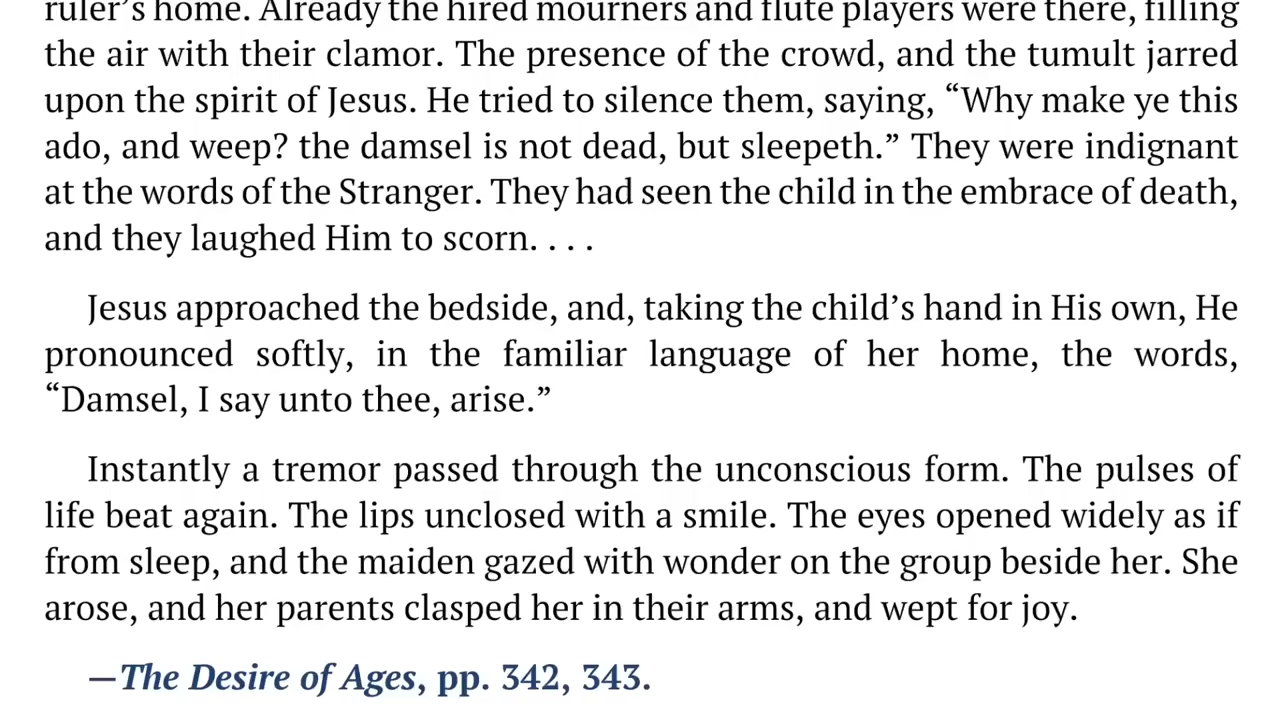 ruler’s home. Already the hired mourners and flute players were there, filling
the air with their clamor. The presence of the crowd, and the tumult jarred
upon the spirit of Jesus. He tried to silence them, saying, “Why make ye this
ado, and weep? the damsel is not dead, but sleepeth.” They were indignant
at the words of the Stranger. They had seen the child in the embrace of death,
and they laughed Him to scorn. . . .
Jesus approached the bedside, and, taking the child’s hand in His own, He
pronounced softly, in the familiar language of her home, the words,
“Damsel, I say unto thee, arise.”
Instantly a tremor passed through the unconscious form. The pulses of
life beat again. The lips unclosed with a smile. The eyes opened widely as if
from sleep, and the maiden gazed with wonder on the group beside her. She
arose, and her parents clasped her in their arms, and wept for joy.
—The Desire of Ages, pp. 342, 343.